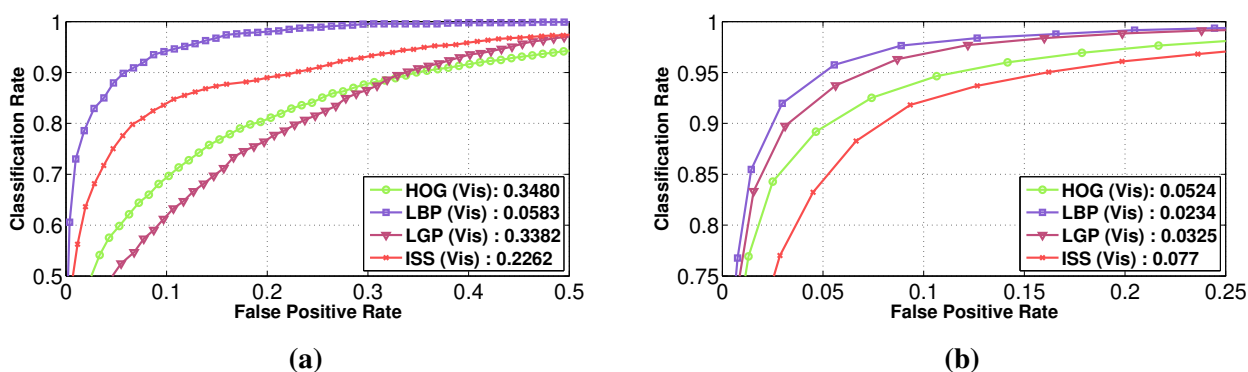 1
0.9
0.8
0.7
0.6
0.5
Classification Rate
HOG (Vis): 0.3480
LBP (Vis) : 0.0583
LGP (Vis) : 0.3382
ISS (Vis) : 0.2262
0 0.1 0.2 0.3 0.4 0.5
False Positive Rate
(a)
1
0.95
0.9
0.85
0.8
0.75
Classification Rate
HOG (Vis): 0.0524
LBP (Vis) : 0.0234
LGP (Vis) : 0.0325
ISS (Vis) : 0.077
0 0.05 0.1 0.15 0.2 0.25
False Positive Rate
(b)